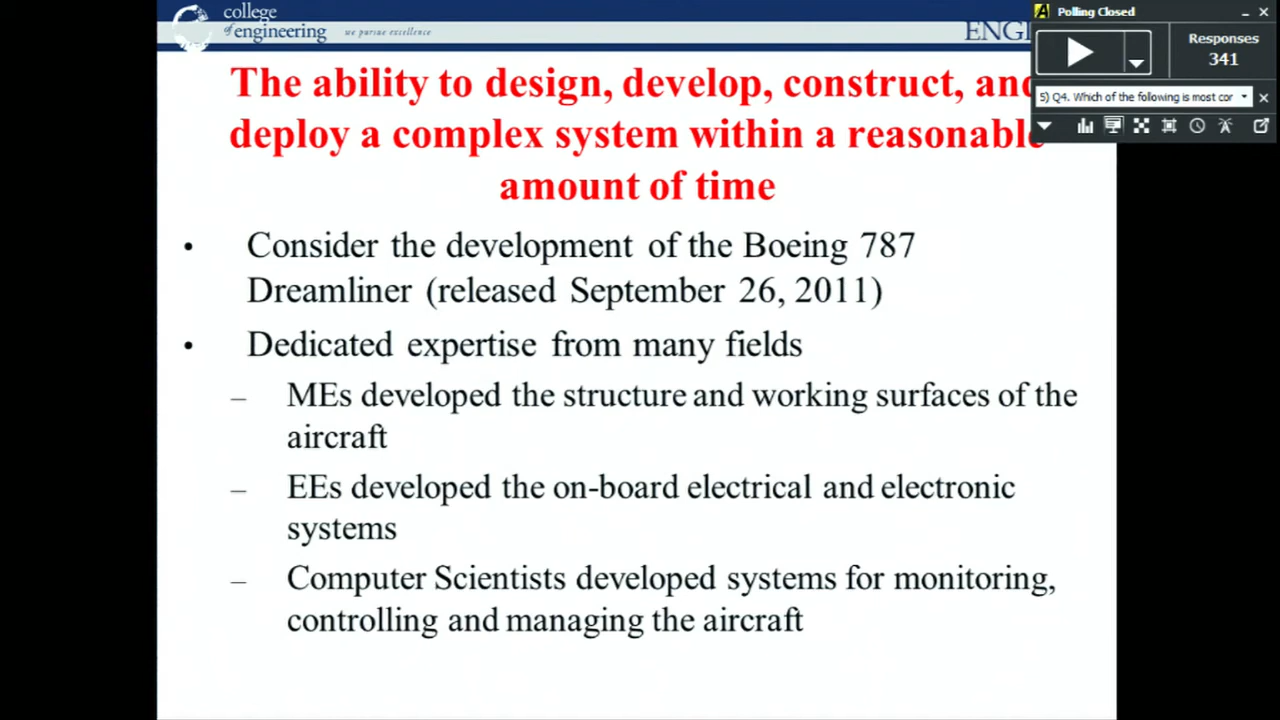 college
of engineering
we pursue excellence
ENGI
Polling Closed
Responses
341
5) Q4. Which of the following is most cor
The ability to design, develop, construct, and
deploy a complex system within a reasonable
amount of time
• Consider the development of the Boeing 787
Dreamliner (released September 26, 2011)
• Dedicated expertise from many fields
– MEs developed the structure and working surfaces of the
aircraft
– EEs developed the on-board electrical and electronic
systems
– Computer Scientists developed systems for monitoring,
controlling and managing the aircraft